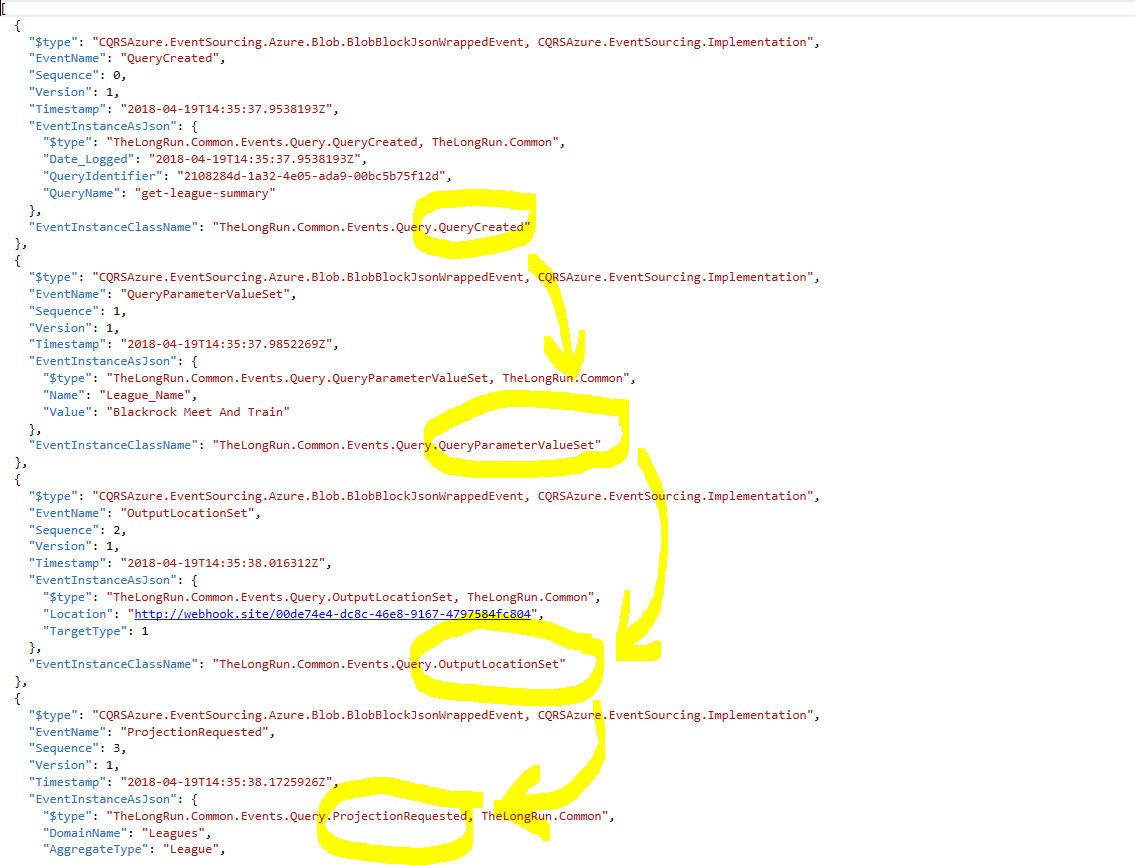 [
{
"$type": "CQRSAzure.EventSourcing.Azure.Blob.BlobBlockJsonWrappedEvent, CQRSAzure.EventSourcing.Implementation",
"EventName": "QueryCreated",
"Sequence": 0,
"Version": 1,
"Timestamp": "2018-04-19T14:35:37.9538193Z",
"EventInstanceAsJson": {
"$type": "TheLongRun.Common.Events.Query.QueryCreated, TheLongRun.Common",
"Date_Logged": "2018-04-19T14:35:37.9538193Z",
"QueryIdentifier": "2108284d-1a32-4e05-ada9-00bc5b75f12d",
"QueryName": "get-league-summary"
},
"EventInstanceClassName": "TheLongRun.Common.Events.Query.QueryCreated"
},
{
"$type": "CQRSAzure.EventSourcing.Azure.Blob.BlobBlockJsonWrappedEvent, CQRSAzure.EventSourcing.Implementation",
"EventName": "QueryParameterValueSet",
"Sequence": 1,
"Version": 1,
"Timestamp": "2018-04-19T14:35:37.9852269Z",
"EventInstanceAsJson": {
"$type": "TheLongRun.Common.Events.Query.QueryParameterValueSet, TheLongRun.Common",
"Name": "League_Name",
"Value": "Blackrock Meet And Train"
},
"EventInstanceClassName": "TheLongRun.Common.Events.Query.QueryParameterValueSet"
},
{
"$type": "CQRSAzure.EventSourcing.Azure.Blob.BlobBlockJsonWrappedEvent, CQRSAzure.EventSourcing.Implementation",
"EventName": "OutputLocationSet",
"Sequence": 2,
"Version": 1,
"Timestamp": "2018-04-19T14:35:38.016312Z",
"EventInstanceAsJson": {
"$type": "TheLongRun.Common.Events.Query.OutputLocationSet, TheLongRun.Common",
"Location": "http://webhook.site/00de74e4-dc8c-46e8-9167-4797584fc804",
"TargetType": 1
},
"EventInstanceClassName": "TheLongRun.Common.Events.Query.OutputLocationSet"
},
{
"$type": "CQRSAzure.EventSourcing.Azure.Blob.BlobBlockJsonWrappedEvent, CQRSAzure.EventSourcing.Implementation",
"EventName": "ProjectionRequested",
"Sequence": 3,
"Version": 1,
"Timestamp": "2018-04-19T14:35:38.1725926Z",
"EventInstanceAsJson": {
"$type": "TheLongRun.Common.Events.Query.ProjectionRequested, TheLongRun.Common",
"DomainName": "Leagues",
"AggregateType": "League",